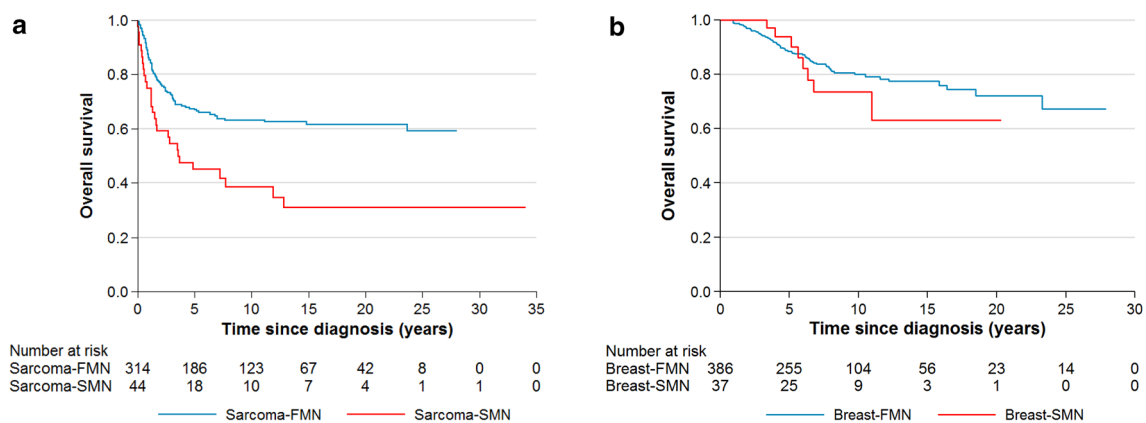 a
Overall survival
1.0
0.8
0.6
0.4
0.2
0.0
0 5 10 15 20 25 30 35
Time since diagnosis (years)
Number at risk
Sarcoma-FMN 314 186 123 67 42 8 0 0
Sarcoma-SMN 44 18 10 7 4 1 1 0
Sarcoma-FMN Sarcoma-SMN
b
Overall survival
1.0
0.8
0.6
0.4
0.2
0.0
0 5 10 15 20 25 30
Time since diagnosis (years)
Number at risk
Breast-FMN 386 255 104 56 23 14 0
Breast-SMN 37 25 9 3 1 0 0
Breast-FMN Breast-SMN